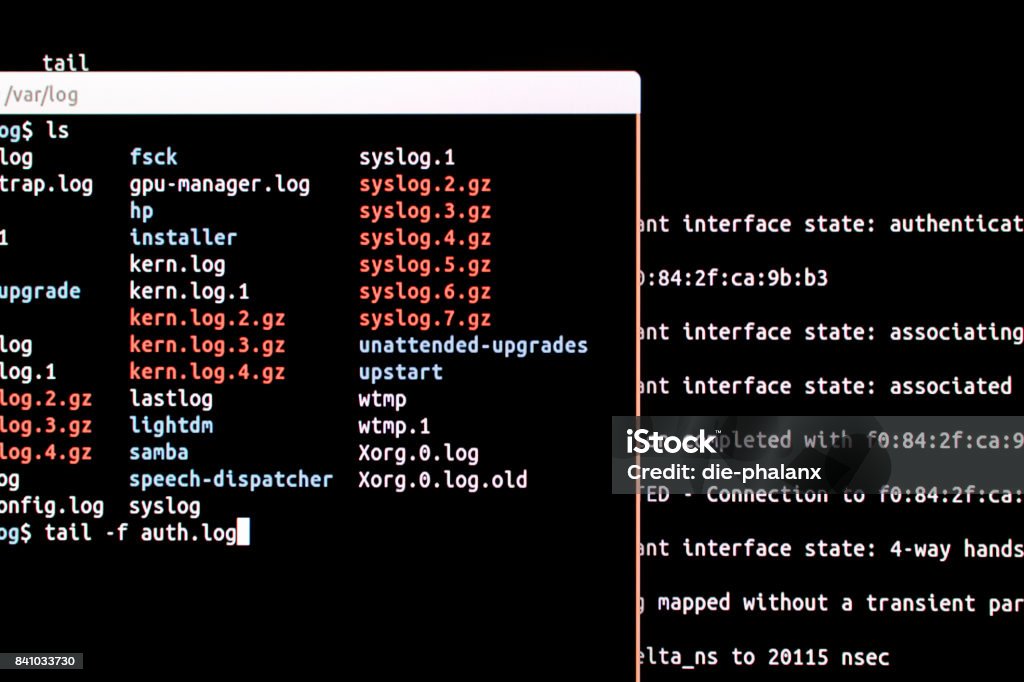 tail
/var/log
og$ ls
log fsck syslog.1
trap.log gpu-manager.log syslog.2.gz
hp syslog.3.gz
1 installer syslog.4.gz
kern.log syslog.5.gz
upgrade kern.log.1 syslog.6.gz
kern.log.2.gz syslog.7.gz
log kern.log.3.gz unattended-upgrades
log.1 kern.log.4.gz upstart
log.2.gz lastlog wtmp
log.3.gz lightdm wtmp.1
log.4.gz samba Xorg.0.log
og speech-dispatcher Xorg.0.log.old
onfig.log syslog
og$ tail -f auth.log
ant interface state: authenticat
0:84:2f:ca:9b:b3
ant interface state: associating
ant interface state: associated
completed with f0:84:2f:ca:9
TED - Connection to f0:84:2f:ca:
ant interface state: 4-way hands
g mapped without a transient par
elta_ns to 20115 nsec
iStock™
Credit: die-phalanx
841033730